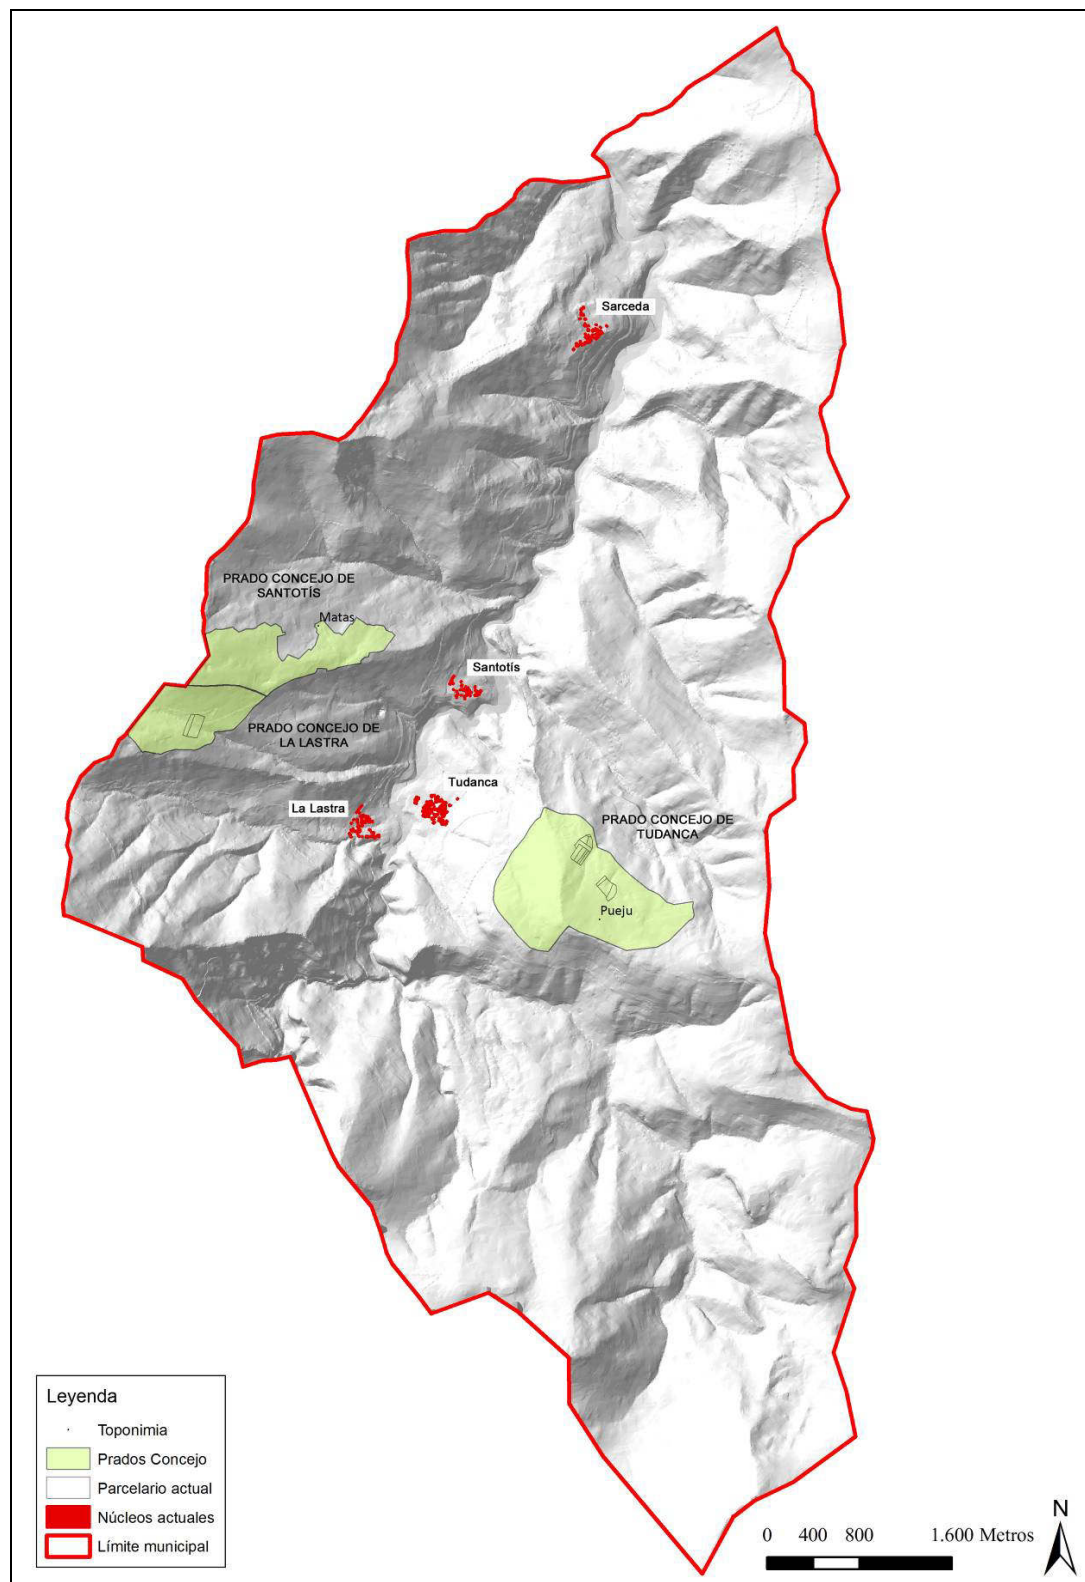 Sarceda
PRADO CONCEJO DE
SANTOTÍS
Matas
Santotís
PRADO CONCEJO DE
LA LASTRA
Tudanca
La Lastra
PRADO CONCEJO DE
TUDANCA
Pueju
Leyenda
Toponimia
Prados Concejo
Parcelario actual
Núcleos actuales
Límite municipal
N
0 400 800 1.600 Metros